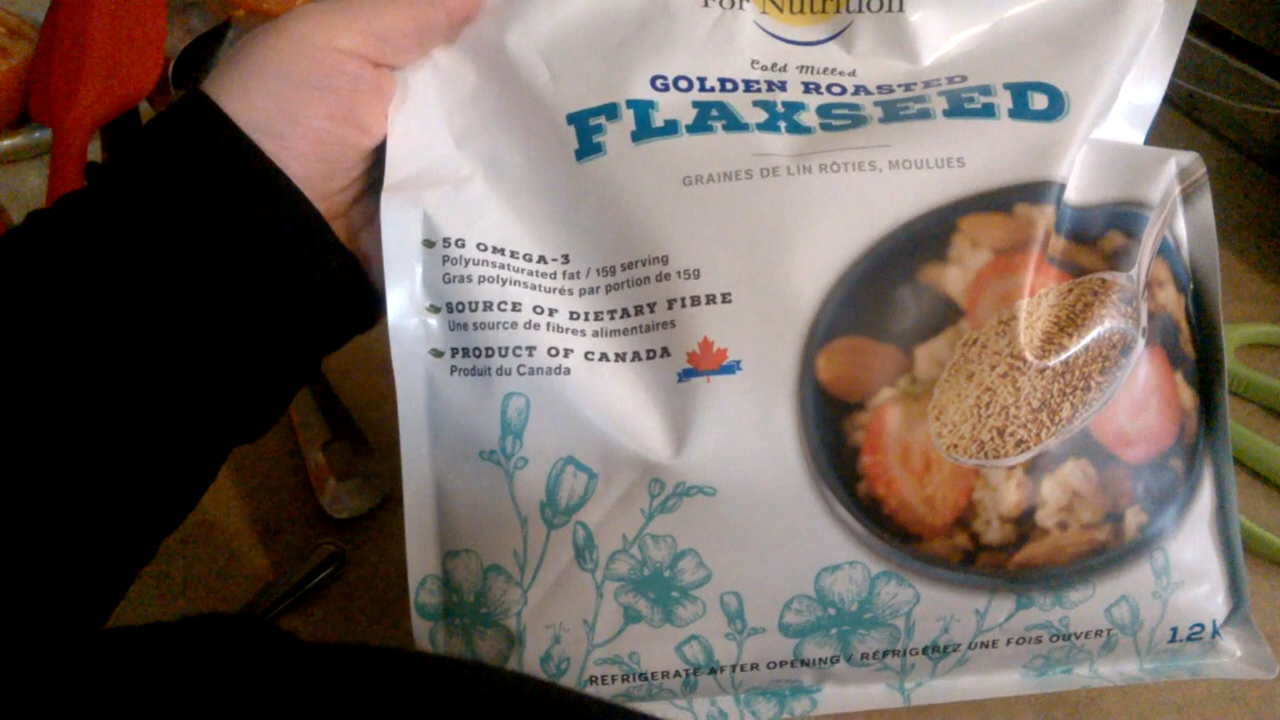 For Nutrition
Cold Milled
GOLDEN ROASTED
FLAXSEED
GRAINES DE LIN RÔTIES, MOULUES
5G OMEGA-3
Polyunsaturated fat / 15g serving
Gras polyinsaturés par portion de 15g
SOURCE OF DIETARY FIBRE
Une source de fibres alimentaires
PRODUCT OF CANADA
Produit du Canada
REFRIGERATE AFTER OPENING / RÉFRIGÉREZ UNE FOIS OUVERT
1.2 k